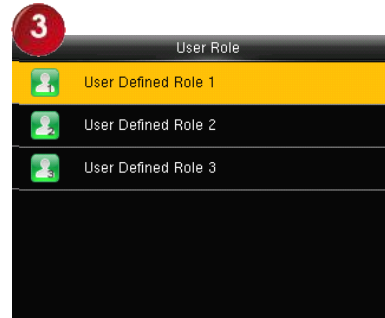 3
User Role
User Defined Role 1
User Defined Role 2
User Defined Role 3